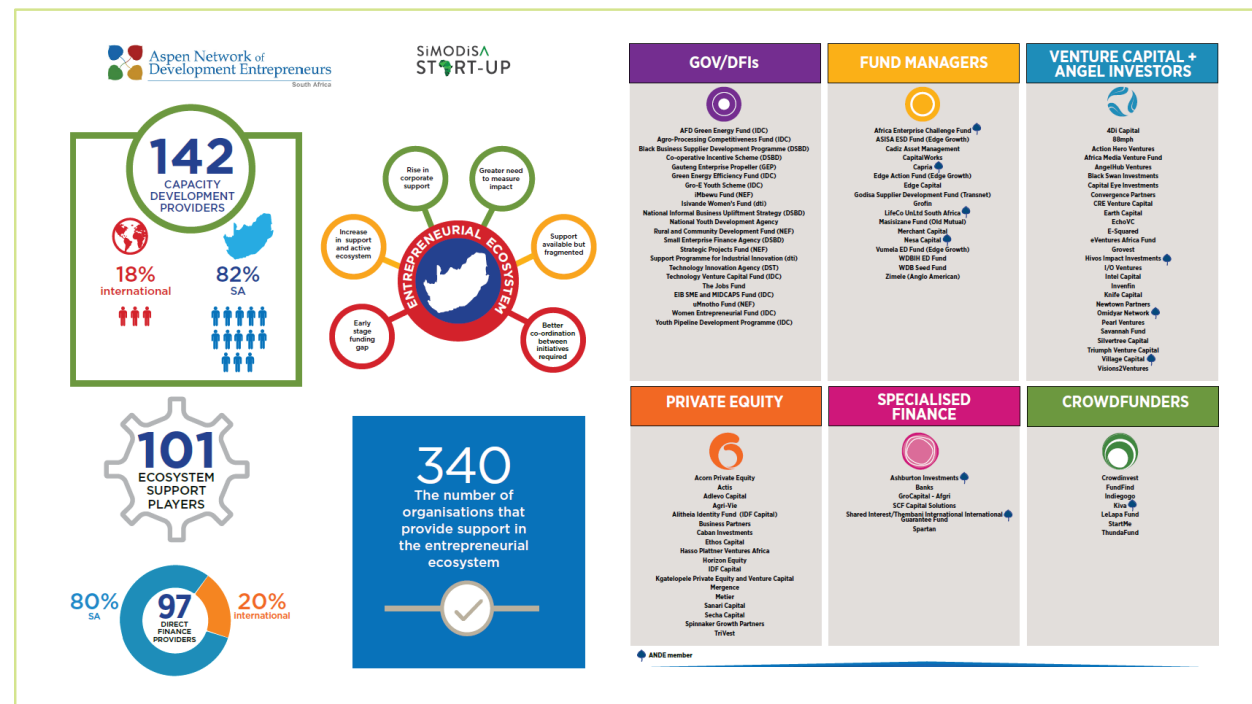 Aspen Network of
Development Entrepreneurs
South Africa
SiMODiSA
START-UP
142
CAPACITY
DEVELOPMENT
PROVIDERS
18%
international
82%
SA
ENTREPRENEURIAL ECOSYSTEM
Rise in
corporate
support
Greater need
to measure
impact
Increase
in support
and active
ecosystem
Support
available but
fragmented
Early
stage
funding
gap
Better
co-ordination
between
initiatives
required
101
ECOSYSTEM
SUPPORT
PLAYERS
80%
SA
97
DIRECT
FINANCE
PROVIDERS
20%
international
340
The number of
organisations that
provide support in
the entrepreneurial
ecosystem
GOV/DFIs
AFD Green Energy Fund (IDC)
Agro-Processing Competitiveness Fund (IDC)
Black Business Supplier Development Programme (DSBD)
Co-operative Incentive Scheme (DSBD)
Gauteng Enterprise Propeller (GEP)
Green Energy Efficiency Fund (IDC)
Gro-E Youth Scheme (IDC)
iMbewu Fund (NEF)
Isivande Women's Fund (dti)
National Informal Business Upliftment Strategy (DSBD)
National Youth Development Agency
Rural and Community Development Fund (NEF)
Small Enterprise Finance Agency (DSBD)
Strategic Projects Fund (NEF)
Support Programme for Industrial Innovation (dti)
Technology Innovation Agency (DST)
Technology Venture Capital Fund (IDC)
The Jobs Fund
EIB SME and MIDCAPS Fund (IDC)
uMnotho Fund (NEF)
Women Entrepreneurial Fund (IDC)
Youth Pipeline Development Programme (IDC)
FUND MANAGERS
Africa Enterprise Challenge Fund
ASISA ESD Fund (Edge Growth)
Cadiz Asset Management
CapitalWorks
Capria
Edge Action Fund (Edge Growth)
Edge Capital
Godisa Supplier Development Fund (Transnet)
Grofin
LifeCo UnLtd South Africa
Masisizane Fund (Old Mutual)
Merchant Capital
Nesa Capital
Vumela ED Fund (Edge Growth)
WDBIH ED Fund
WDB Seed Fund
Zimele (Anglo American)
VENTURE CAPITAL +
ANGEL INVESTORS
4Di Capital
88mph
Action Hero Ventures
Africa Media Venture Fund
AngelHub Ventures
Black Swan Investments
Capital Eye Investments
Convergence Partners
CRE Venture Capital
Earth Capital
EchoVC
E-Squared
eVentures Africa Fund
Grovest
Hivos Impact Investments
I/O Ventures
Intel Capital
Invenfin
Knife Capital
Newtown Partners
Omidyar Network
Pearl Ventures
Savannah Fund
Silvertree Capital
Triumph Venture Capital
Village Capital
Visions2Ventures
PRIVATE EQUITY
Acorn Private Equity
Actis
Adlevo Capital
Agri-Vie
Alitheia Identity Fund (IDF Capital)
Business Partners
Caban Investments
Ethos Capital
Hasso Plattner Ventures Africa
Horizon Equity
IDF Capital
Kgatelopele Private Equity and Venture Capital
Mergence
Metier
Sanari Capital
Secha Capital
Spinnaker Growth Partners
TriVest
SPECIALISED
FINANCE
Ashburton Investments
Banks
GroCapital - Afgri
SCF Capital Solutions
Shared Interest/Thembani International International
Guarantee Fund
Spartan
CROWDFUNDERS
Crowdinvest
FundFind
Indiegogo
Kiva
LeLapa Fund
StartMe
ThundaFund
ANDE member